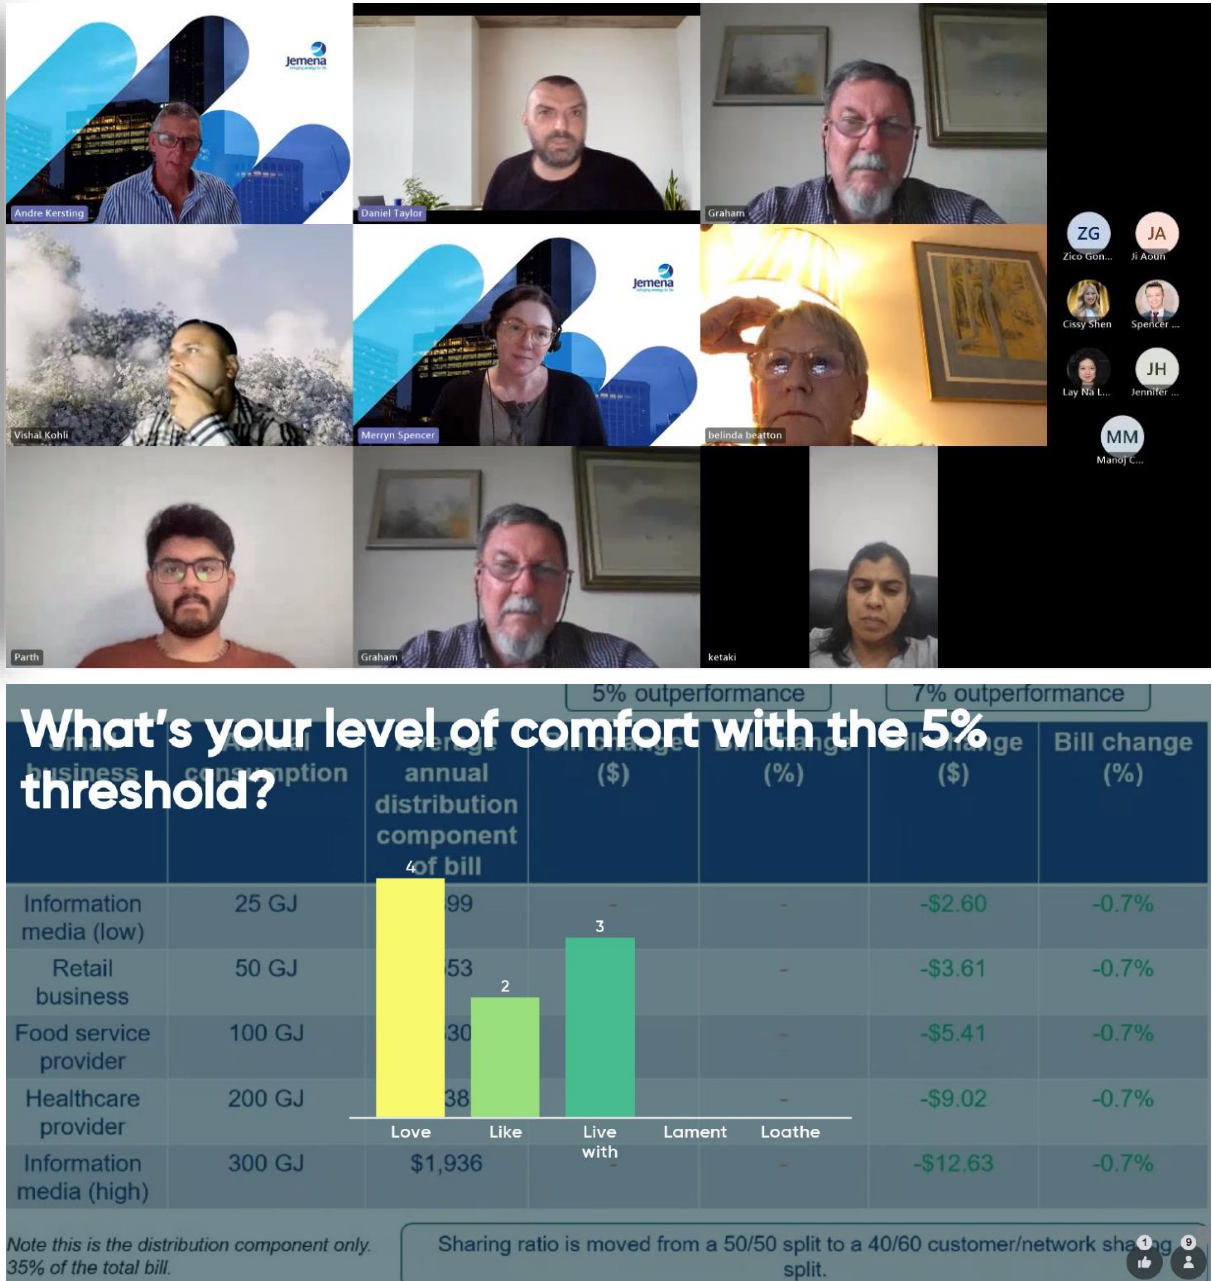 Jemena
Andre Kersting
Daniel Taylor
Graham
ZG
Zico Gon...
JA
Ji Aoun
Cissy Shen
Spencer ...
Lay Na L...
JH
Jennifer ...
MM
Manoj C...
Vishal Kohli
Jemena
Merryn Spencer
belinda beatton
Parth
Graham
ketaki
5% outperformance
7% outperformance
What's your level of comfort with the 5%
threshold?
business
consumption
Average
annual
distribution
component
of bill
($)
(%)
($)
Bill change
(%)
Information
media (low)
25 GJ
99
-
-
-$2.60
-0.7%
Retail
business
50 GJ
53
-
-$3.61
-0.7%
Food service
provider
100 GJ
30
-
-$5.41
-0.7%
Healthcare
provider
200 GJ
38
-
-$9.02
-0.7%
Information
media (high)
300 GJ
$1,936
-
-
-$12.63
-0.7%
4
2
3
Love
Like
Live
with
Lament
Loathe
Note this is the distribution component only.
35% of the total bill.
Sharing ratio is moved from a 50/50 split to a 40/60 customer/network sharing
split.
1
9